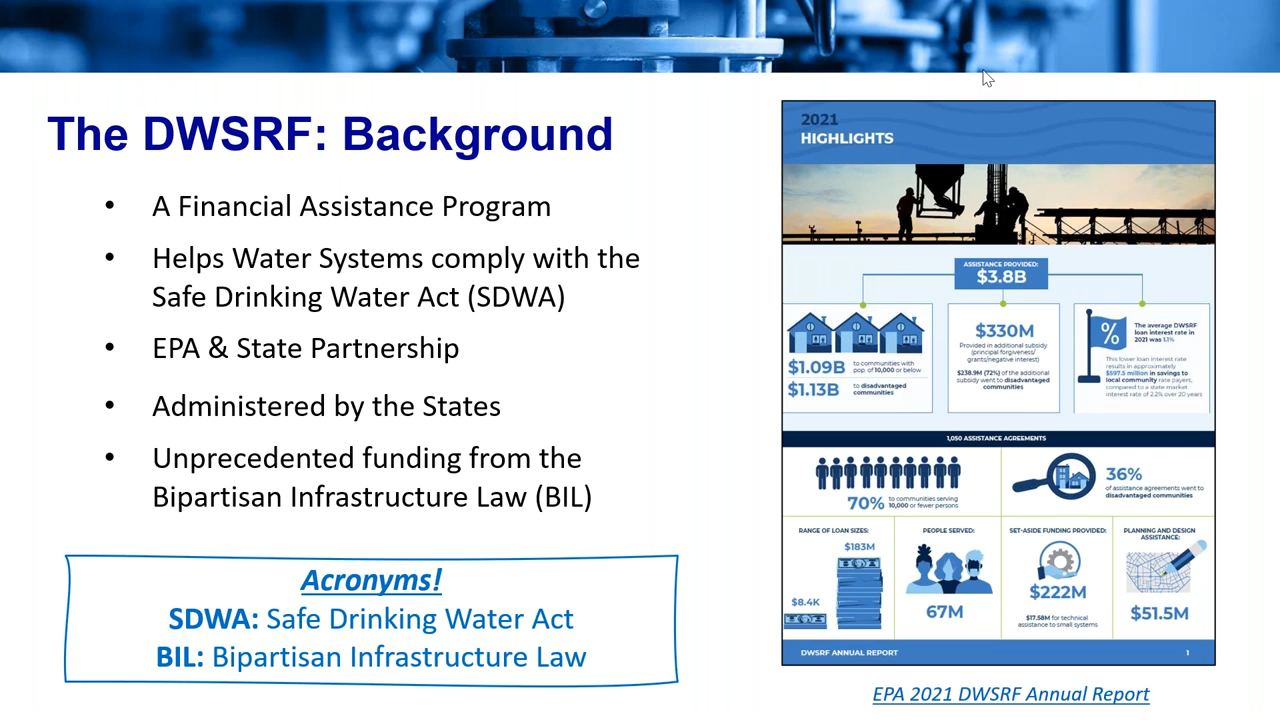 The DWSRF: Background
• A Financial Assistance Program
• Helps Water Systems comply with the
Safe Drinking Water Act (SDWA)
• EPA & State Partnership
• Administered by the States
• Unprecedented funding from the
Bipartisan Infrastructure Law (BIL)
Acronyms!
SDWA: Safe Drinking Water Act
BIL: Bipartisan Infrastructure Law
2021
HIGHLIGHTS
ASSISTANCE PROVIDED:
$3.8B
$1.09B to communities with
pop. of 10,000 or below
$1.13B to disadvantaged
communities
$330M
Provided in additional subsidy
(principal forgiveness/
grants/negative interest)
$238.9M (72%) of the additional
subsidy went to disadvantaged
communities
%
The average DWSRF
loan interest rate in
2021 was 1.1%
This lower loan interest rate
results in approximately
$597.5 million in savings to
local community rate payers,
compared to a state market
interest rate of 2.2% over 20 years
1,050 ASSISTANCE AGREEMENTS
70% to communities serving
10,000 or fewer persons
36%
of assistance agreements went to
disadvantaged communities
RANGE OF LOAN SIZES:
$183M
$8.4K
PEOPLE SERVED:
67M
SET-ASIDE FUNDING PROVIDED:
$222M
$17.58M for technical
assistance to small systems
PLANNING AND DESIGN
ASSISTANCE:
$51.5M
DWSRF ANNUAL REPORT 1
EPA 2021 DWSRF Annual Report